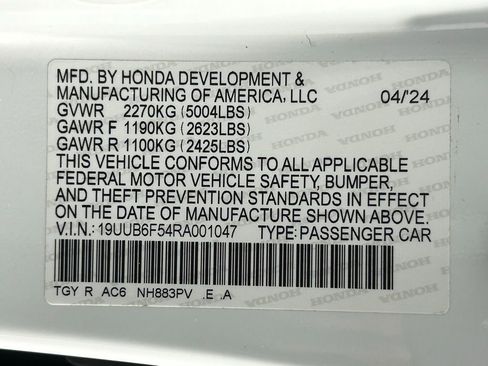 MFD. BY HONDA DEVELOPMENT &
MANUFACTURING OF AMERICA, LLC 04/'24
GVWR 2270KG (5004LBS)
GAWR F 1190KG (2623LBS)
GAWR R 1100KG (2425LBS)
THIS VEHICLE CONFORMS TO ALL APPLICABLE
FEDERAL MOTOR VEHICLE SAFETY, BUMPER,
AND THEFT PREVENTION STANDARDS IN EFFECT
ON THE DATE OF MANUFACTURE SHOWN ABOVE.
V.I.N.: 19UUB6F54RA001047 TYPE: PASSENGER CAR
TGY R AC6 NH883PV .E .A